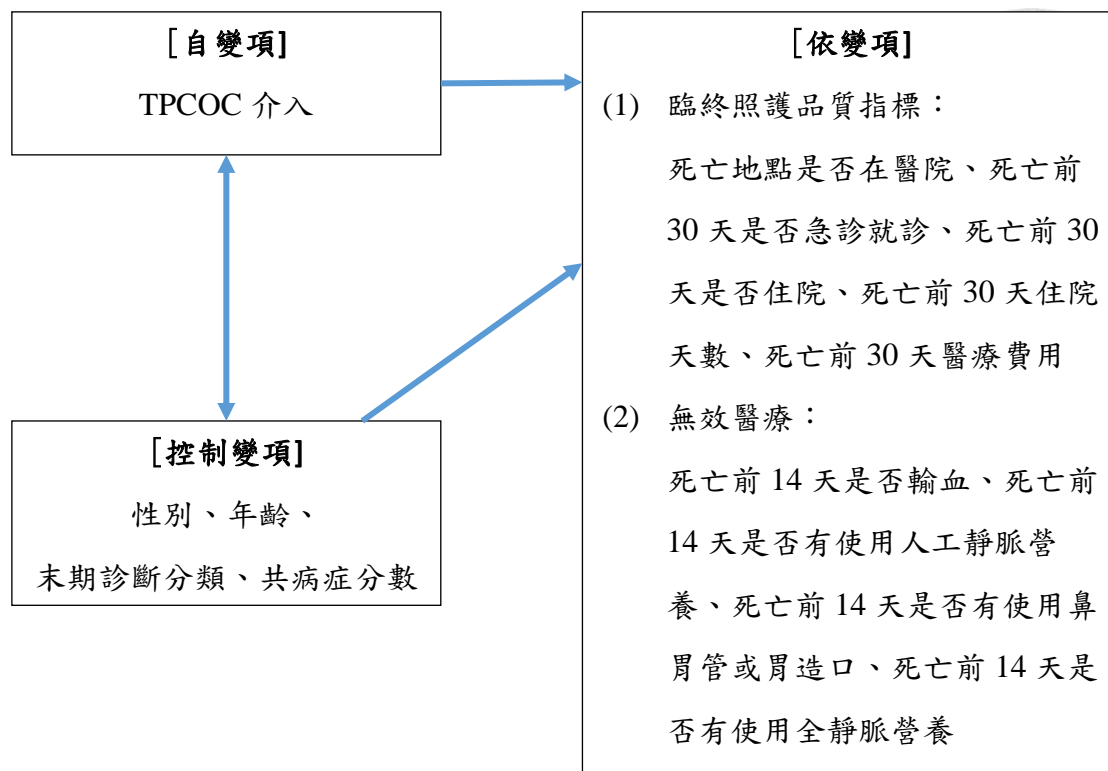 [自變項]
TPCOC 介入
[控制變項]
性別、年齡、
末期診斷分類、共病症分數
[依變項]
(1) 臨終照護品質指標：
死亡地點是否在醫院、死亡前
30 天是否急診就診、死亡前 30
天是否住院、死亡前 30 天住院
天數、死亡前 30 天醫療費用
(2) 無效醫療：
死亡前 14 天是否輸血、死亡前
14 天是否有使用人工靜脈營
養、死亡前 14 天是否有使用鼻
胃管或胃造口、死亡前 14 天是
否有使用全靜脈營養